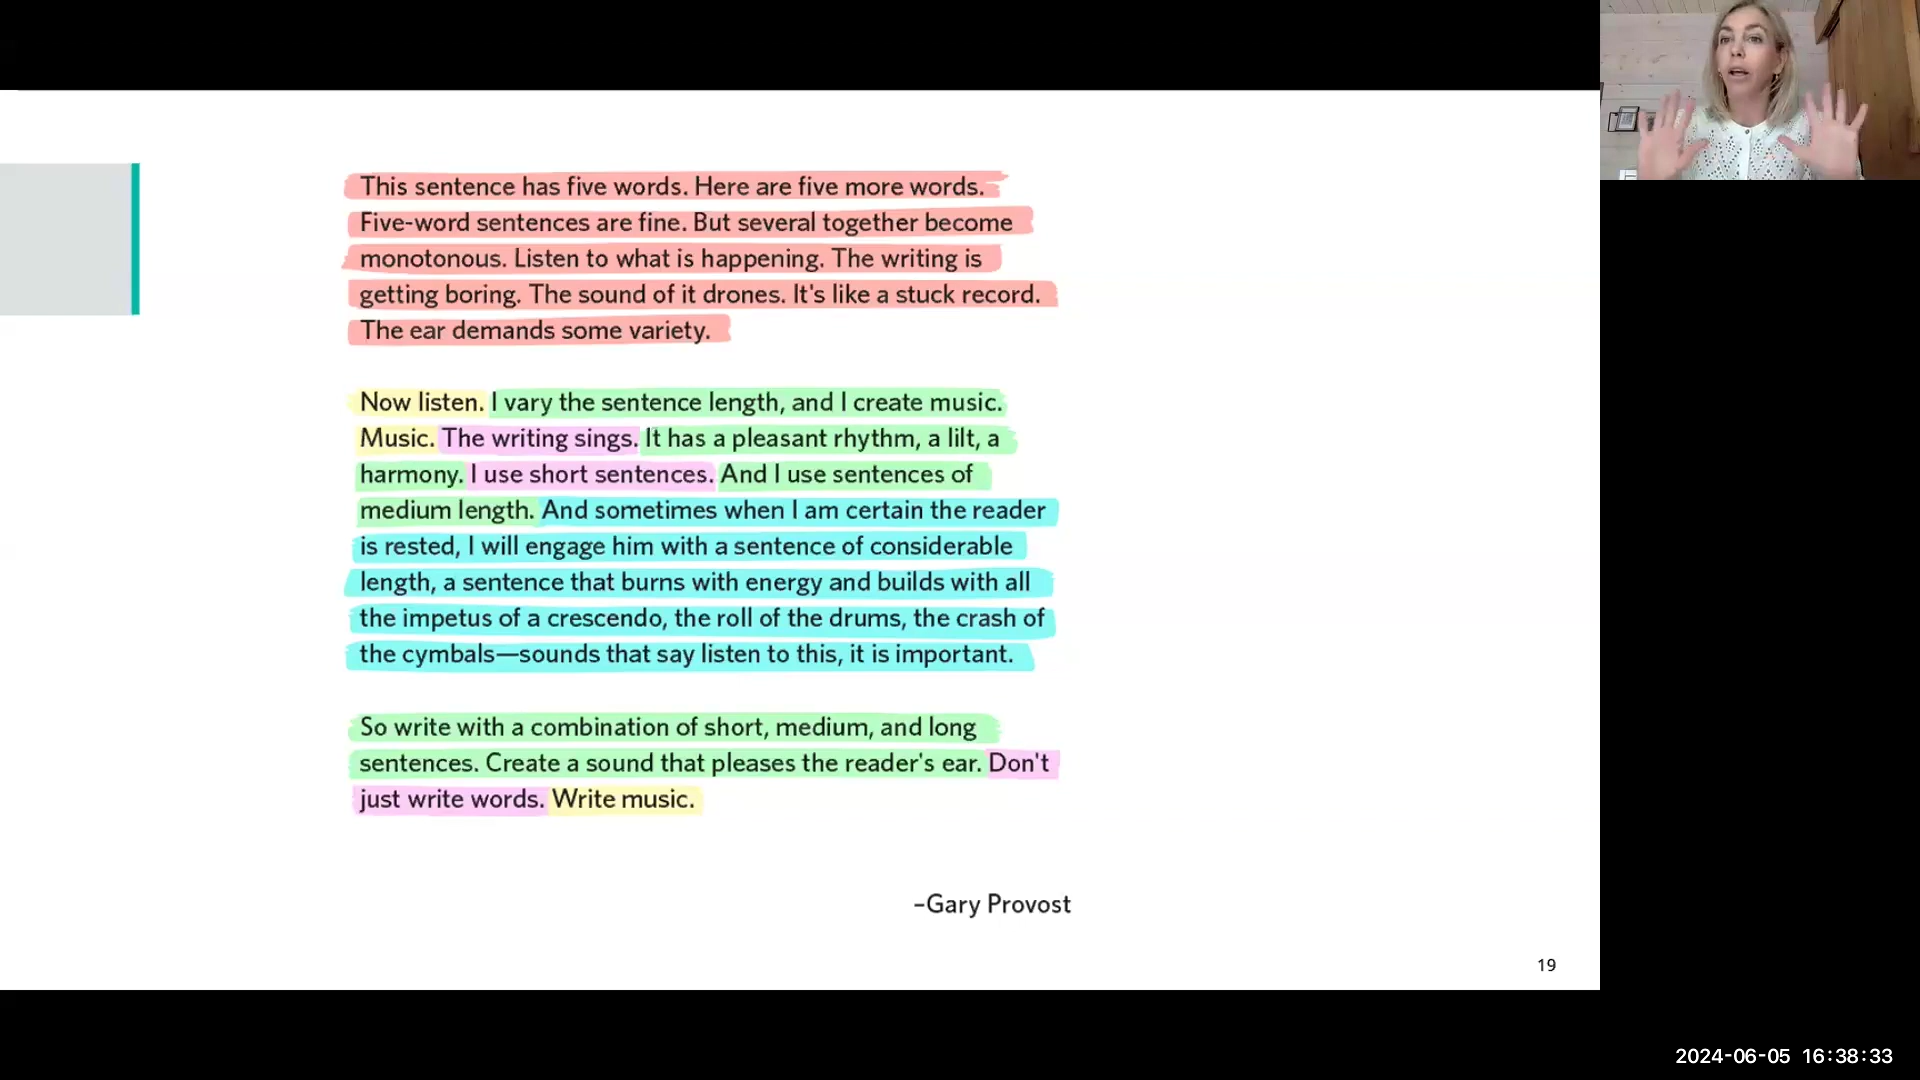 This sentence has five words. Here are five more words.
Five-word sentences are fine. But several together become
monotonous. Listen to what is happening. The writing is
getting boring. The sound of it drones. It's like a stuck record.
The ear demands some variety.
Now listen. I vary the sentence length, and I create music.
Music. The writing sings. It has a pleasant rhythm, a lilt, a
harmony. I use short sentences. And I use sentences of
medium length. And sometimes when I am certain the reader
is rested, I will engage him with a sentence of considerable
length, a sentence that burns with energy and builds with all
the impetus of a crescendo, the roll of the drums, the crash of
the cymbals—sounds that say listen to this, it is important.
So write with a combination of short, medium, and long
sentences. Create a sound that pleases the reader's ear. Don't
just write words. Write music.
–Gary Provost
19
2024-06-05 16:38:33